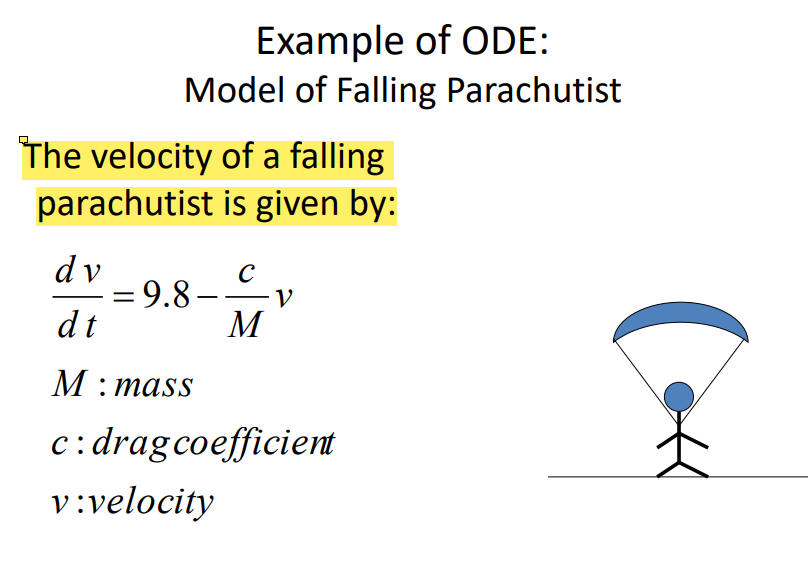 Example of ODE:
Model of Falling Parachutist
The velocity of a falling
parachutist is given by:
dv/dt = 9.8 − c/M v
M : mass
c : drag coefficient
v : velocity